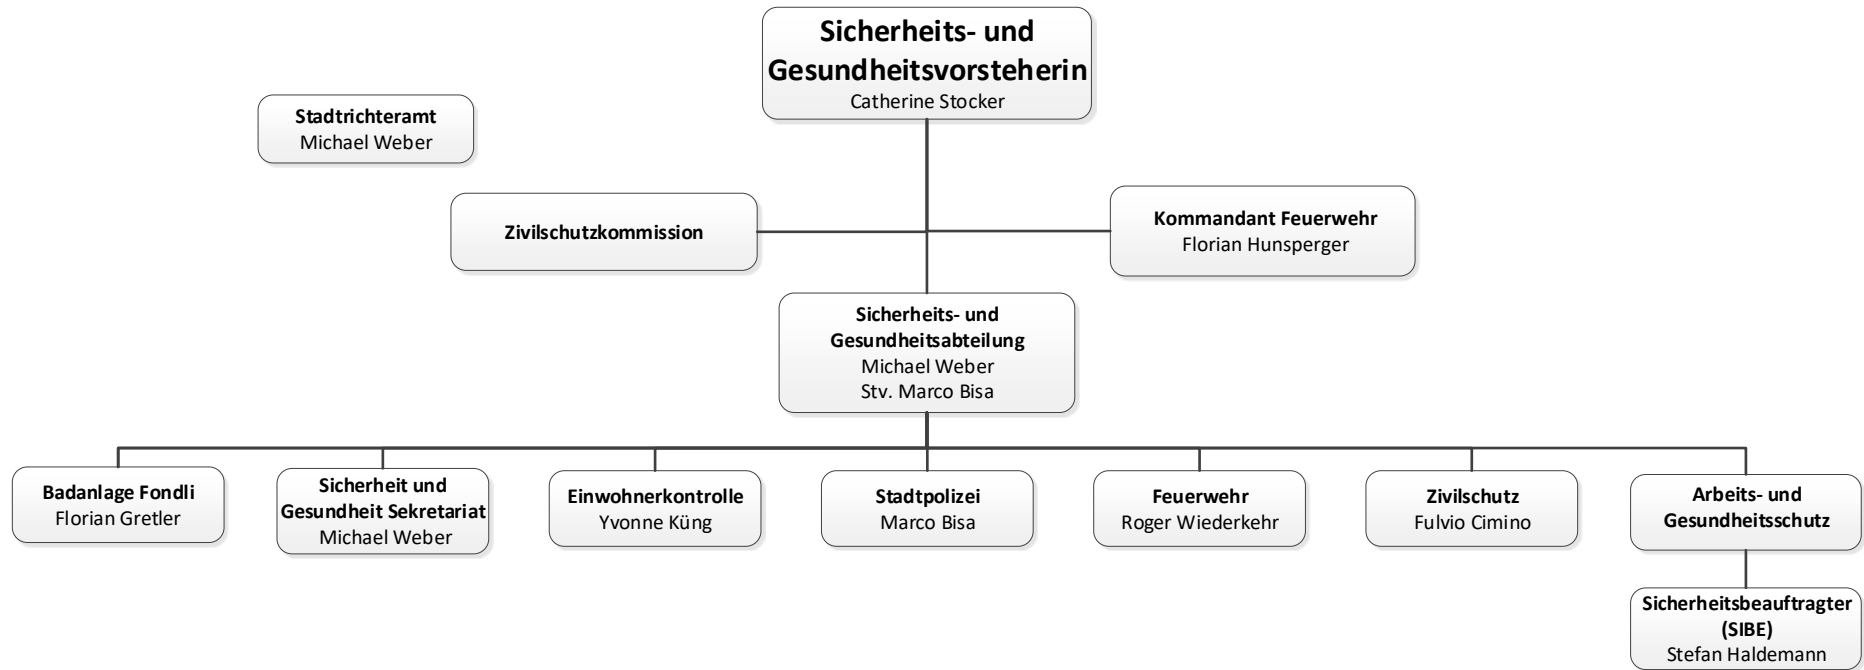 Sicherheits- und
Gesundheitsvorsteherin
Catherine Stocker
Stadtrichteramt
Michael Weber
Zivilschutzkommission
Kommandant Feuerwehr
Florian Hunsperger
Sicherheits- und
Gesundheitsabteilung
Michael Weber
Stv. Marco Bisa
Badanlage Fondli
Florian Gretler
Sicherheit und
Gesundheit Sekretariat
Michael Weber
Einwohnerkontrolle
Yvonne Küng
Stadtpolizei
Marco Bisa
Feuerwehr
Roger Wiederkehr
Zivilschutz
Fulvio Cimino
Arbeits- und
Gesundheitsschutz
Sicherheitsbeauftragter
(SIBE)
Stefan Haldemann